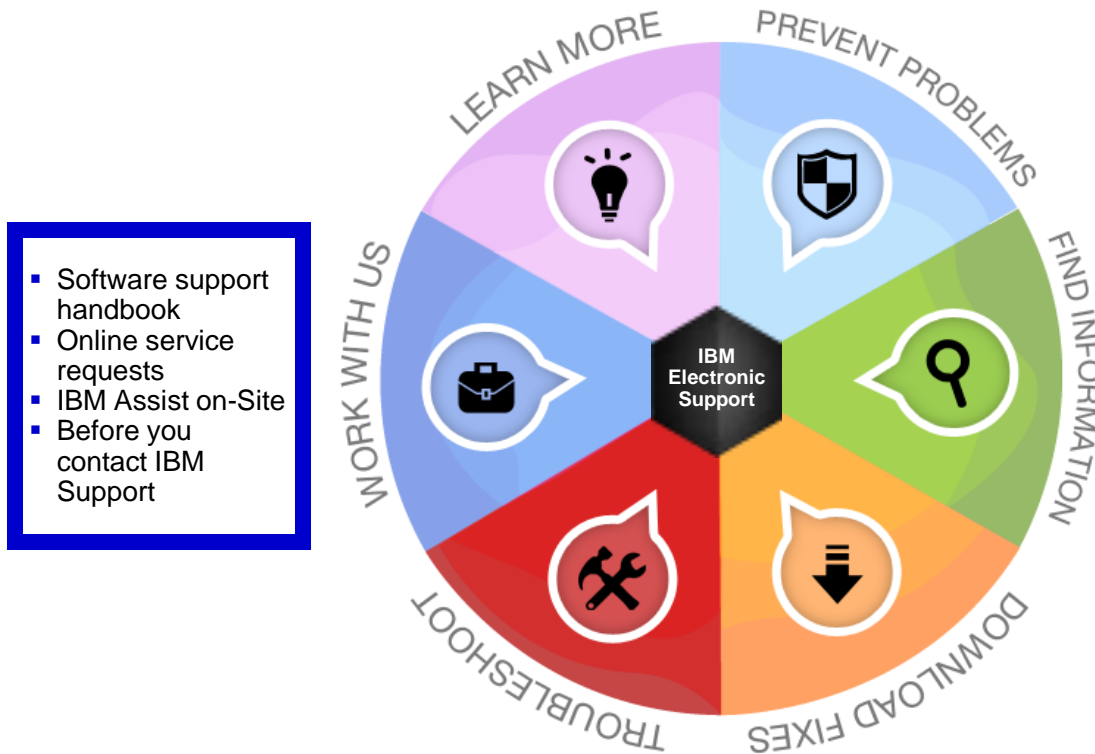 LEARN MORE
PREVENT PROBLEMS
FIND INFORMATION
DOWNLOAD FIXES
TROUBLESHOOT
WORK WITH US
IBM
Electronic
Support
▪ Software support
handbook
▪ Online service
requests
▪ IBM Assist on-Site
▪ Before you
contact IBM
Support